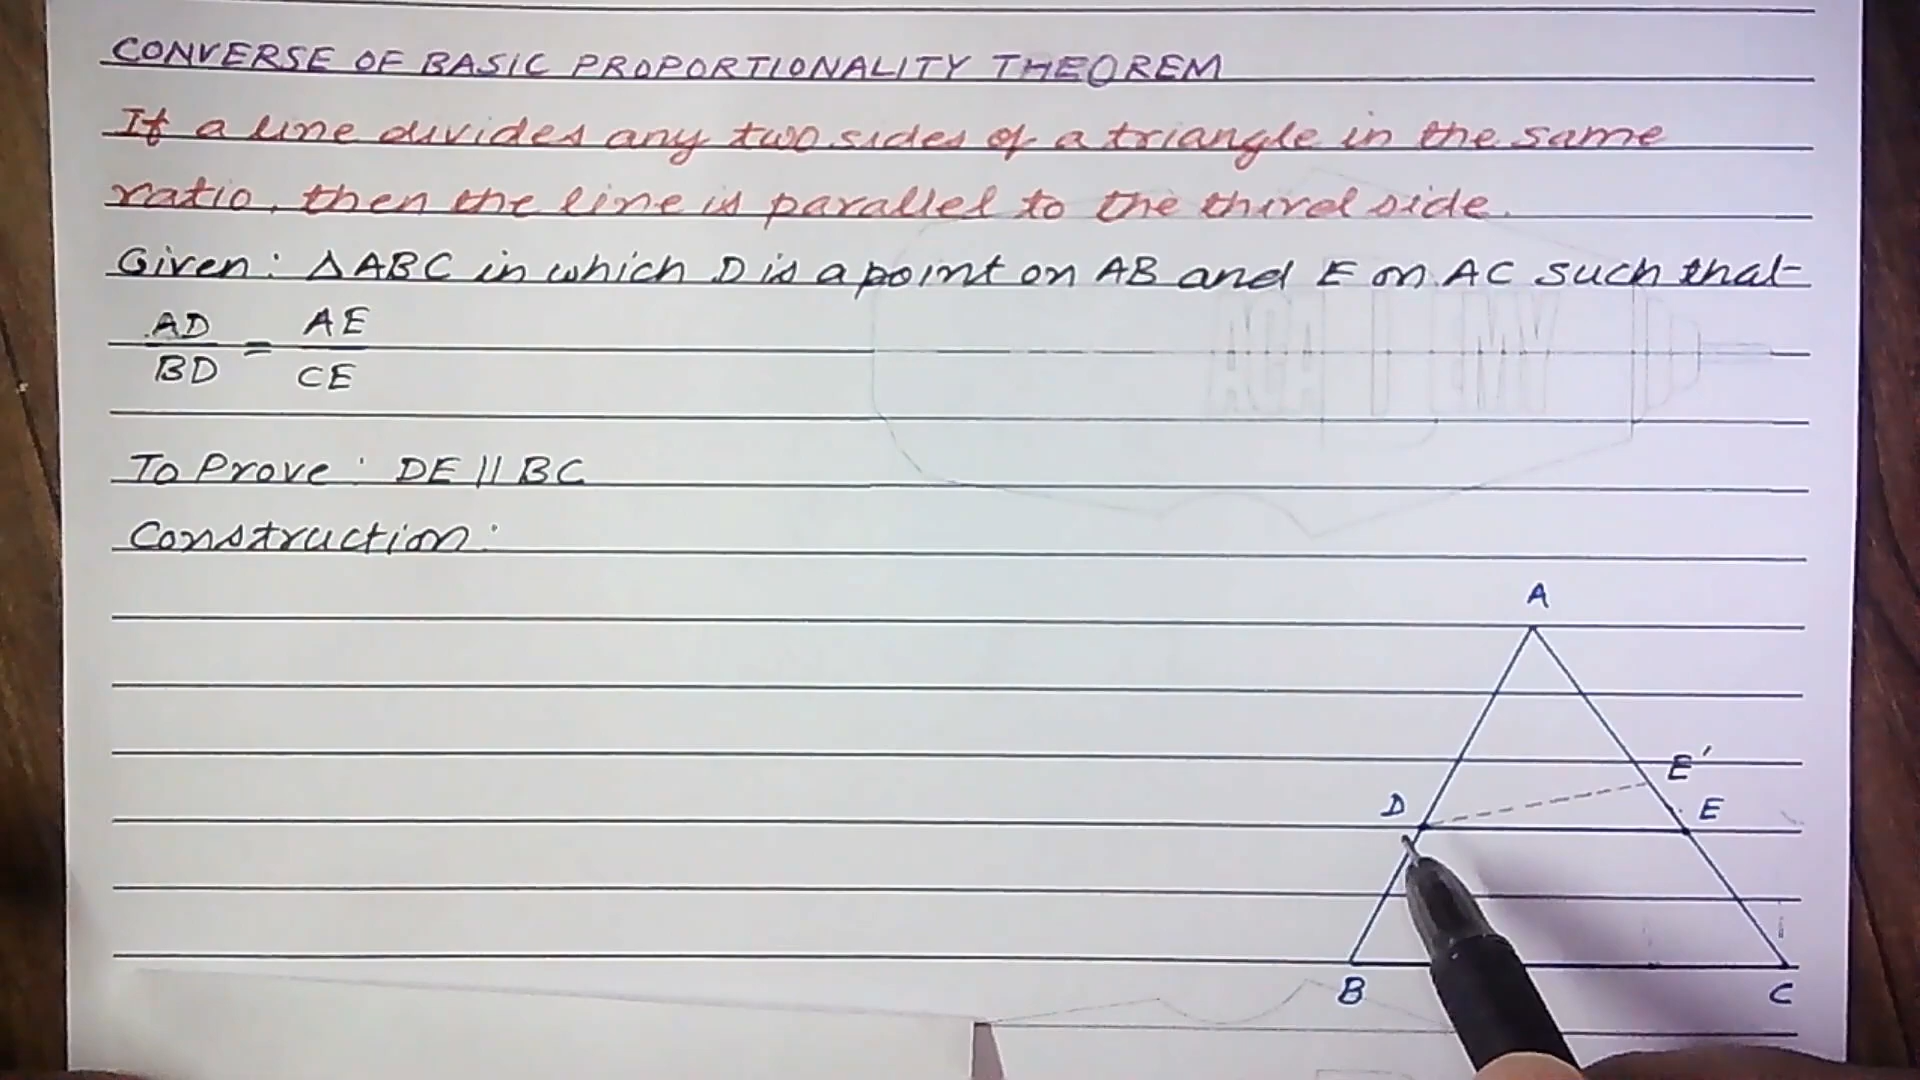 CONVERSE OF BASIC PROPORTIONALITY THEOREM
If a line divides any two sides of a triangle in the same
ratio, then the line is parallel to the third side.
Given: △ABC in which D is a point on AB and E on AC such that
AD/BD = AE/CE
To Prove: DE || BC
Construction:
A
E'
D E
B C